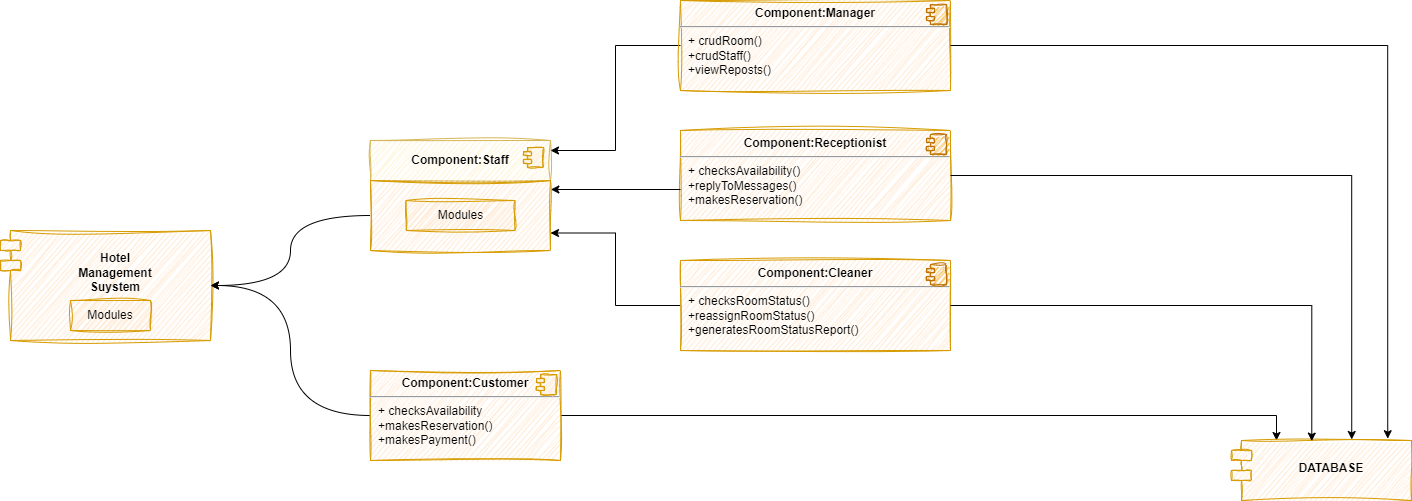 Component:Manager
+ crudRoom()
+crudStaff()
+viewReposts()
Component:Staff
Modules
Component:Receptionist
+ checksAvailability()
+replyToMessages()
+makesReservation()
Hotel
Management
Suystem
Modules
Component:Cleaner
+ checksRoomStatus()
+reassignRoomStatus()
+generatesRoomStatusReport()
Component:Customer
+ checksAvailability
+makesReservation()
+makesPayment()
DATABASE